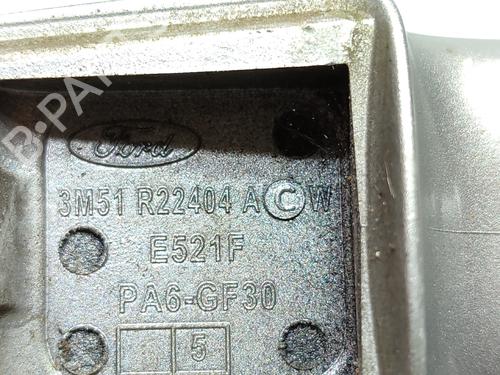 Ford
3M51 R22404 A C W
E521F
PA6-GF30
5
B-PARTS